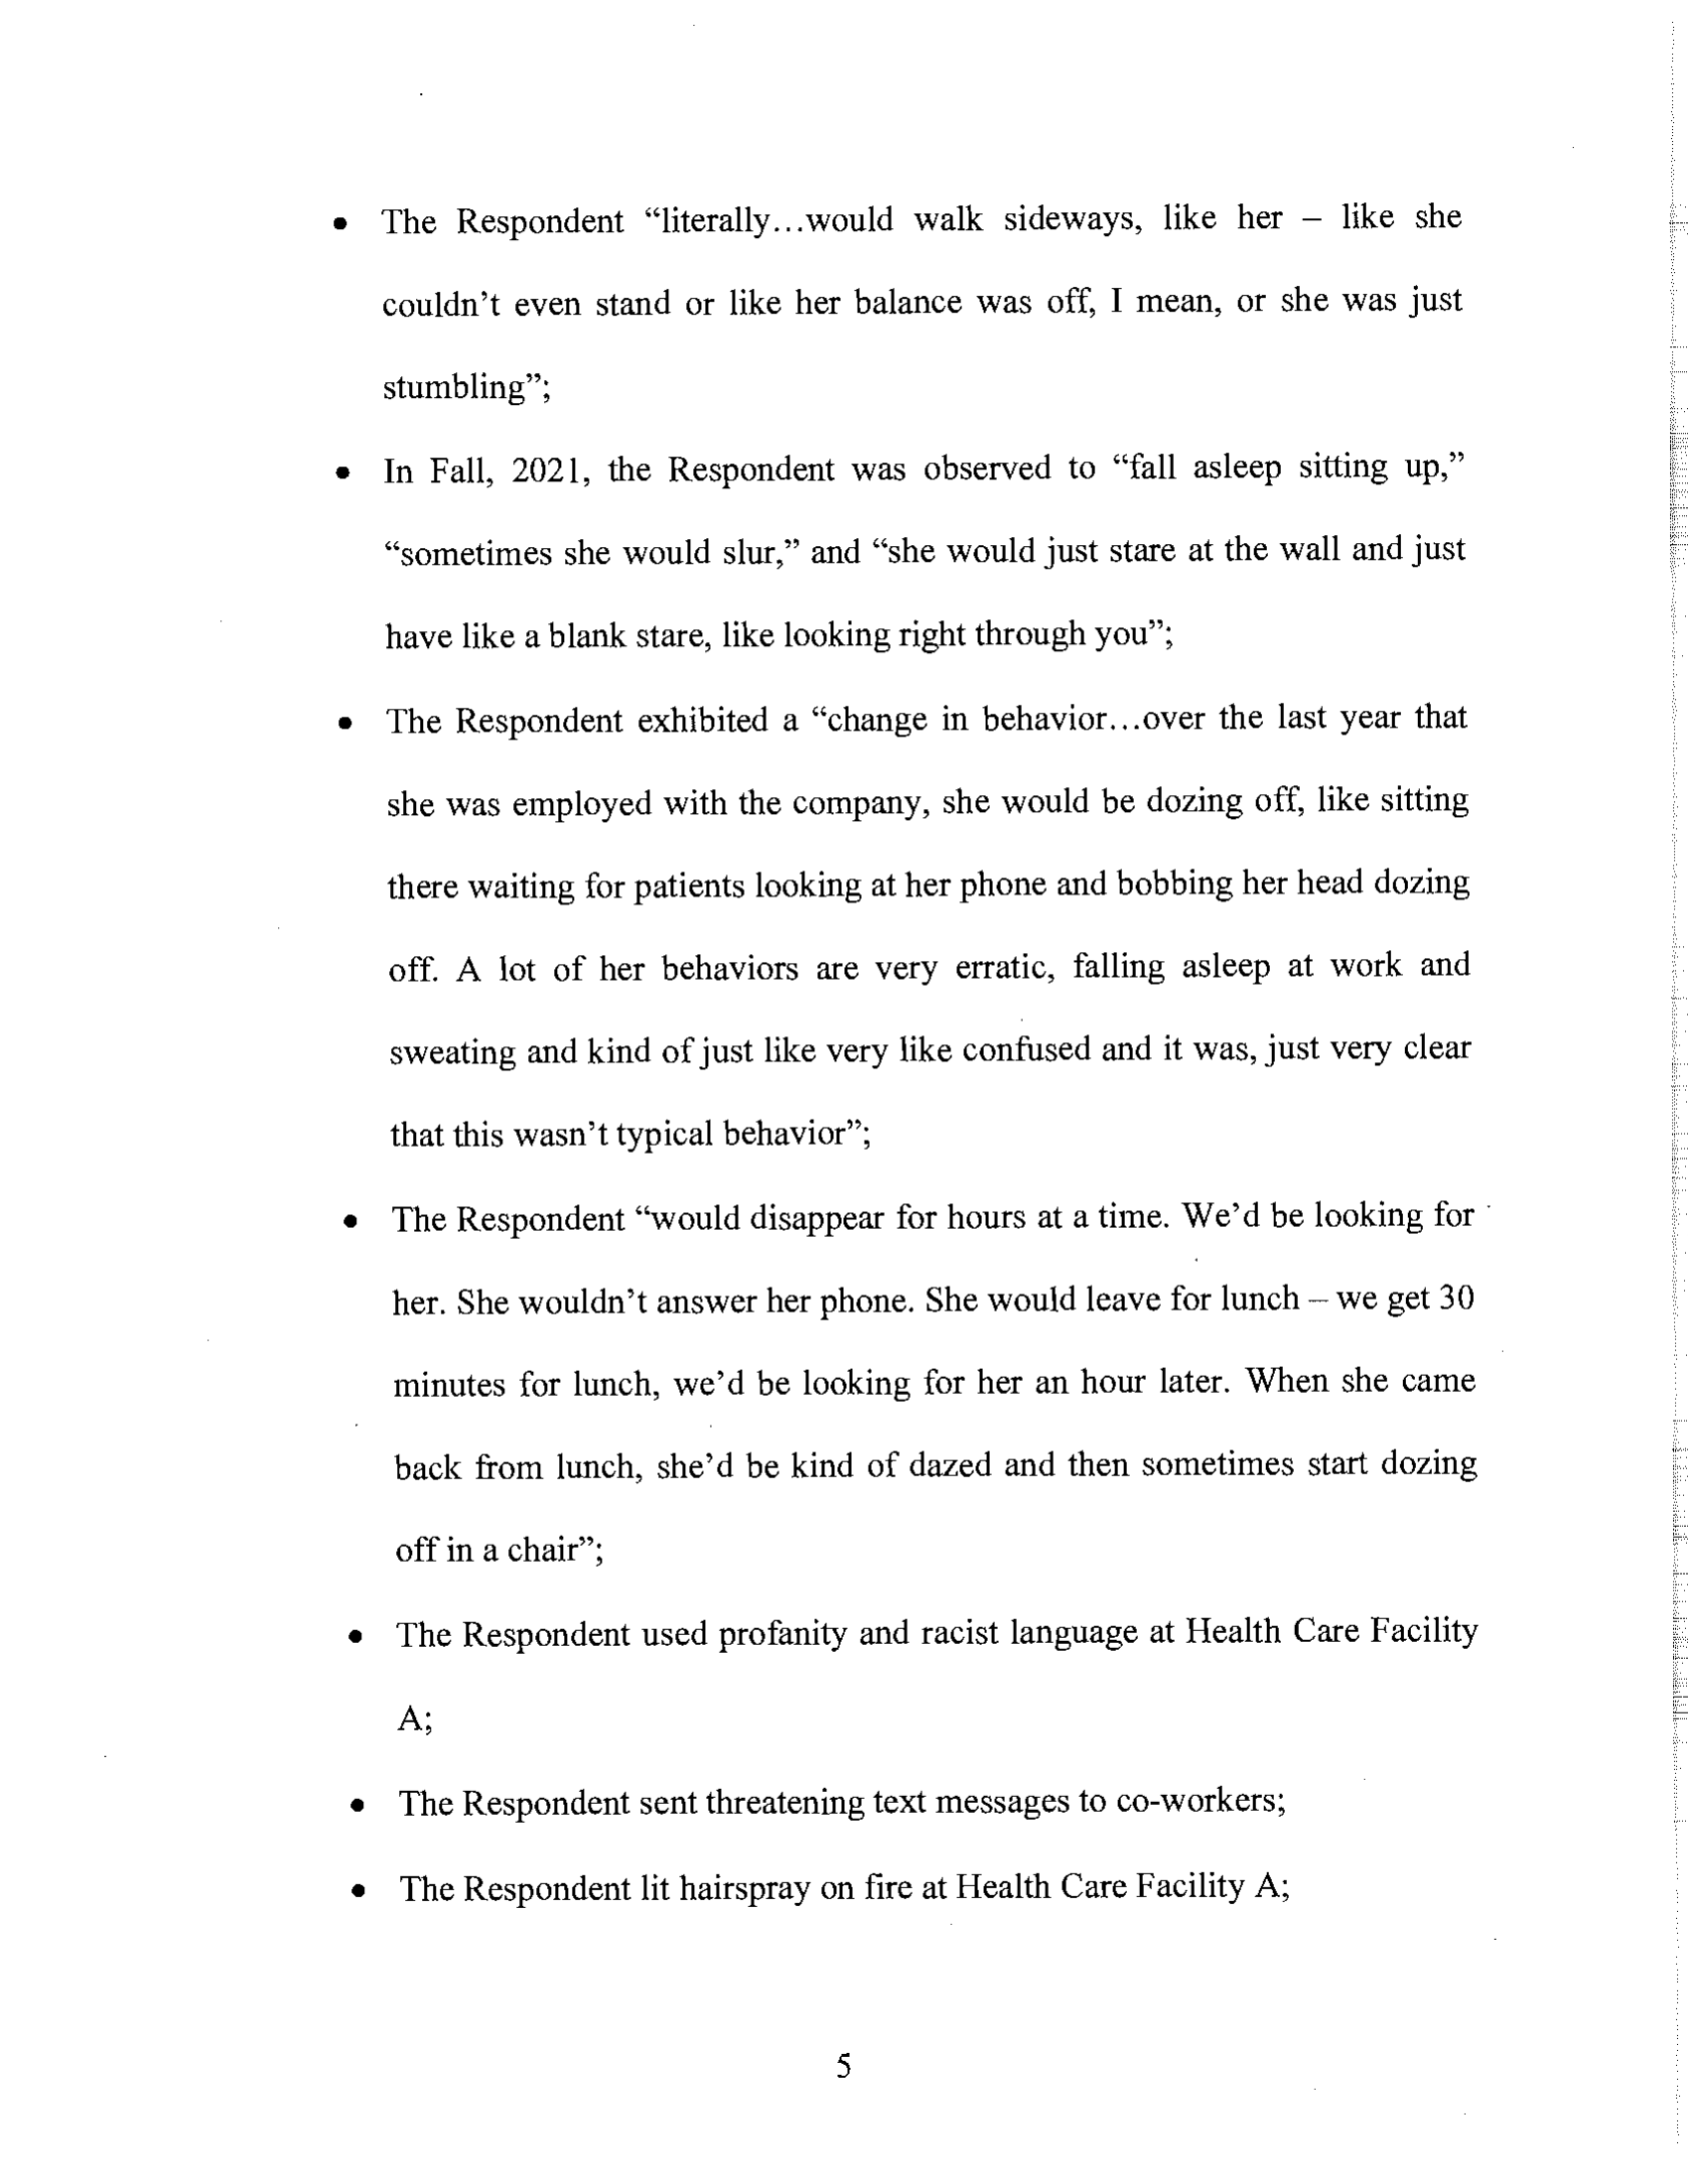 • The Respondent “literally…would walk sideways, like her – like she
couldn’t even stand or like her balance was off, I mean, or she was just
stumbling”;
• In Fall, 2021, the Respondent was observed to “fall asleep sitting up,”
“sometimes she would slur,” and “she would just stare at the wall and just
have like a blank stare, like looking right through you”;
• The Respondent exhibited a “change in behavior…over the last year that
she was employed with the company, she would be dozing off, like sitting
there waiting for patients looking at her phone and bobbing her head dozing
off. A lot of her behaviors are very erratic, falling asleep at work and
sweating and kind of just like very like confused and it was, just very clear
that this wasn’t typical behavior”;
• The Respondent “would disappear for hours at a time. We’d be looking for
her. She wouldn’t answer her phone. She would leave for lunch – we get 30
minutes for lunch, we’d be looking for her an hour later. When she came
back from lunch, she’d be kind of dazed and then sometimes start dozing
off in a chair”;
• The Respondent used profanity and racist language at Health Care Facility
A;
• The Respondent sent threatening text messages to co-workers;
• The Respondent lit hairspray on fire at Health Care Facility A;
5